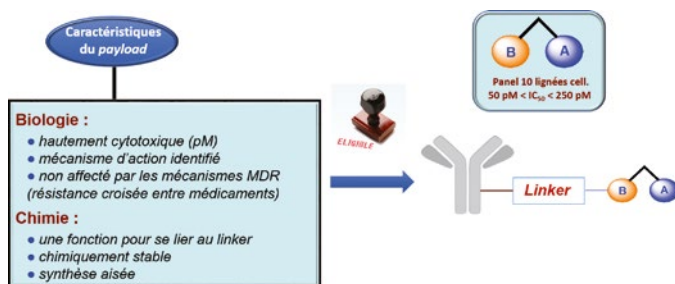 Caractéristiques
du payload
Biologie :
• hautement cytotoxique (pM)
• mécanisme d'action identifié
• non affecté par les mécanismes MDR
(résistance croisée entre médicaments)
Chimie :
• une fonction pour se lier au linker
• chimiquement stable
• synthèse aisée
ELIGIBLE
B
A
Panel 10 lignées cell.
50 pM < IC50 < 250 pM
Linker
B
A